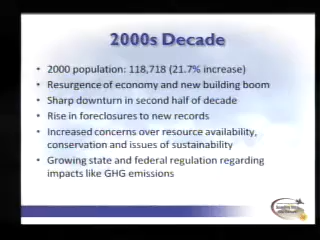 2000s Decade
• 2000 population: 118,718 (21.7% increase)
• Resurgence of economy and new building boom
• Sharp downturn in second half of decade
• Rise in foreclosures to new records
• Increased concerns over resource availability,
conservation and issues of sustainability
• Growing state and federal regulation regarding
impacts like GHG emissions